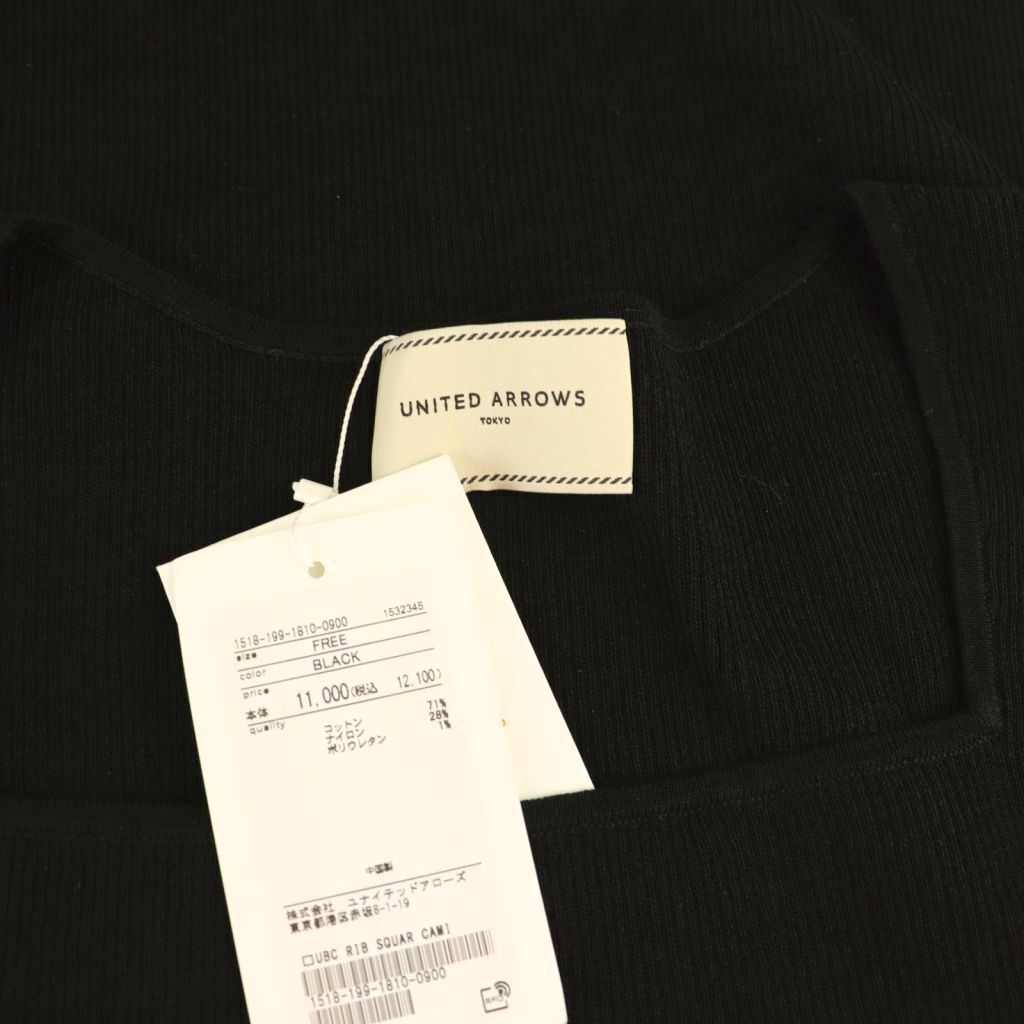 UNITED ARROWS
TOKYO
1518-199-1810-0900 1532345
size FREE
color BLACK
price
本体 11,000(税込 12,100)
quality コットン 71%
ナイロン 28%
ポリウレタン 1%
中国製
株式会社 ユナイテッドアローズ
東京都港区赤坂8-1-19
□UBC RIB SQUAR CAMI
1518-199-1810-0900